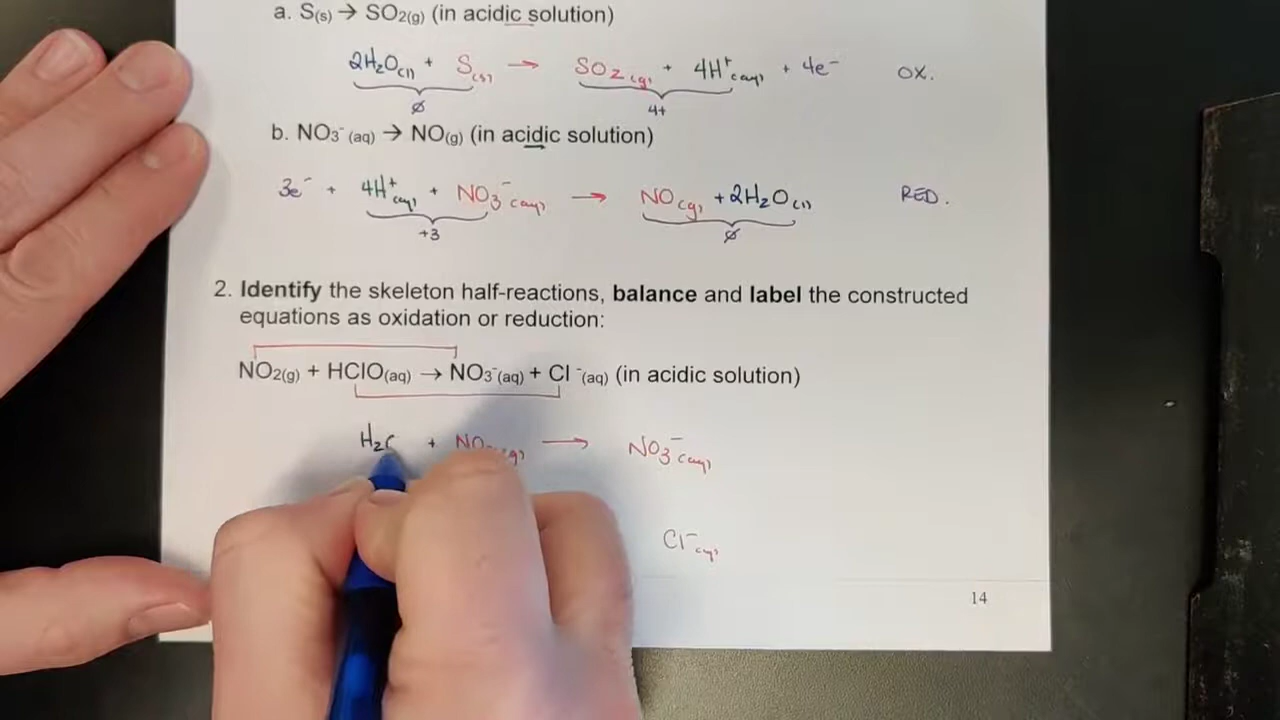 a. S(s) → SO2(g) (in acidic solution)
2H2O(l) + S(s) → SO2(g) + 4H+(aq) + 4e- OX.
ø 4+
b. NO3-(aq) → NO(g) (in acidic solution)
3e- + 4H+(aq) + NO3-(aq) → NO(g) + 2H2O(l) RED.
+3 ø
2. Identify the skeleton half-reactions, balance and label the constructed
equations as oxidation or reduction:
NO2(g) + HClO(aq) → NO3-(aq) + Cl-(aq) (in acidic solution)
H2 + NO (g) → NO3-(aq)
Cl-(aq)
14